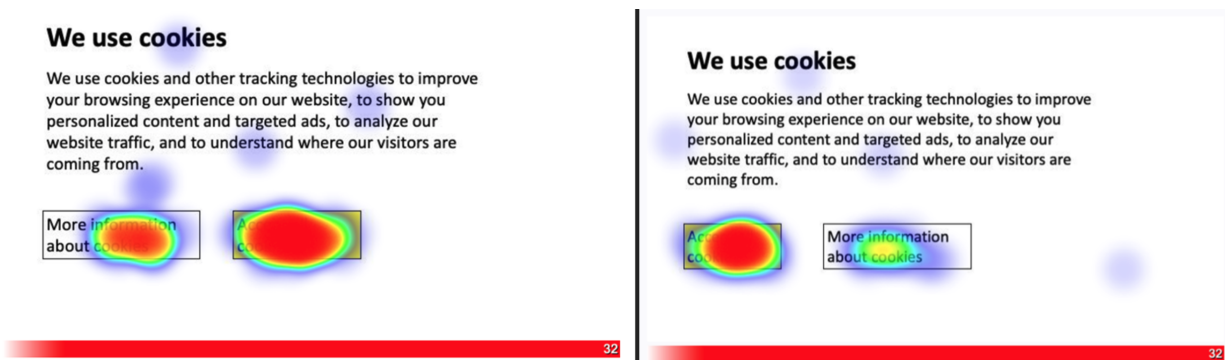 We use cookies
We use cookies and other tracking technologies to improve
your browsing experience on our website, to show you
personalized content and targeted ads, to analyze our
website traffic, and to understand where our visitors are
coming from.
More information
about cookies
32
We use cookies
We use cookies and other tracking technologies to improve
your browsing experience on our website, to show you
personalized content and targeted ads, to analyze our
website traffic, and to understand where our visitors are
coming from.
More information
about cookies
32